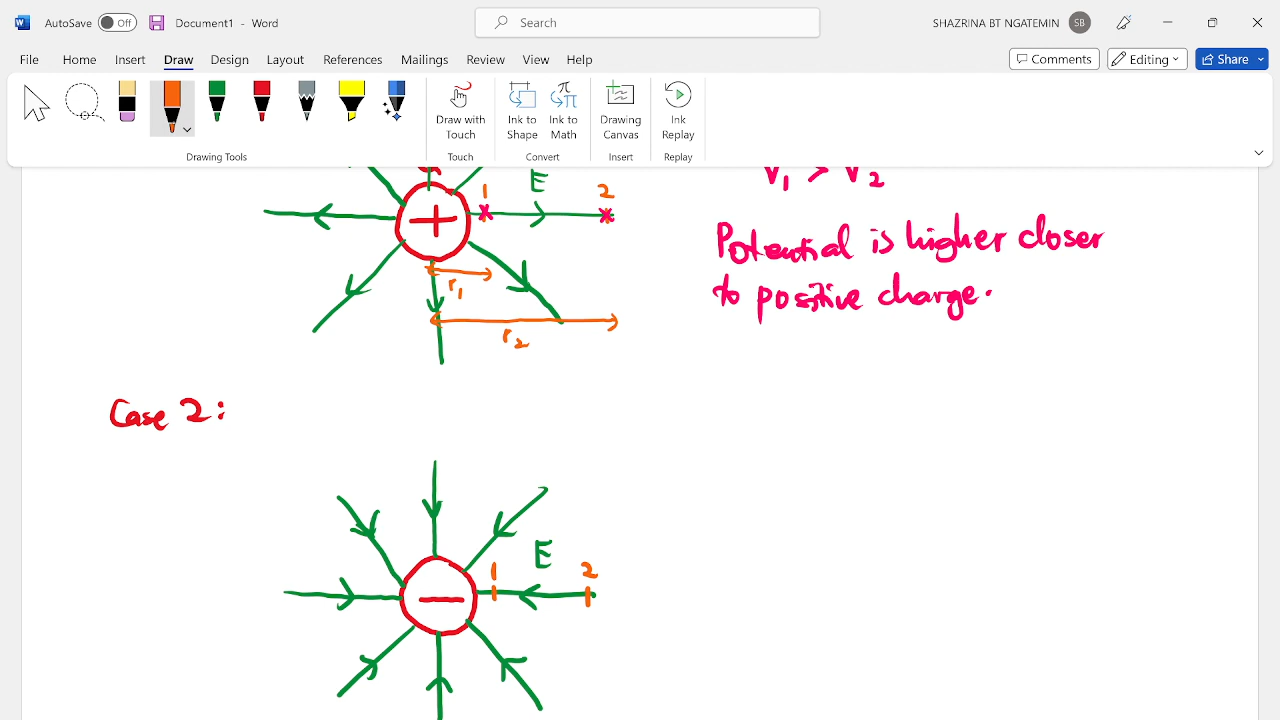 AutoSave Off Document1 - Word Search SHAZRINA BT NGATEMIN SB
File Home Insert Draw Design Layout References Mailings Review View Help Comments Editing Share
Draw with Touch Ink to Shape Ink to Math Drawing Canvas Ink Replay
Drawing Tools Touch Convert Insert Replay
V₁ > V₂
1 E 2
+
Potential is higher closer
to positive charge.
r₁
r₂
Case 2:
E
1 2
−